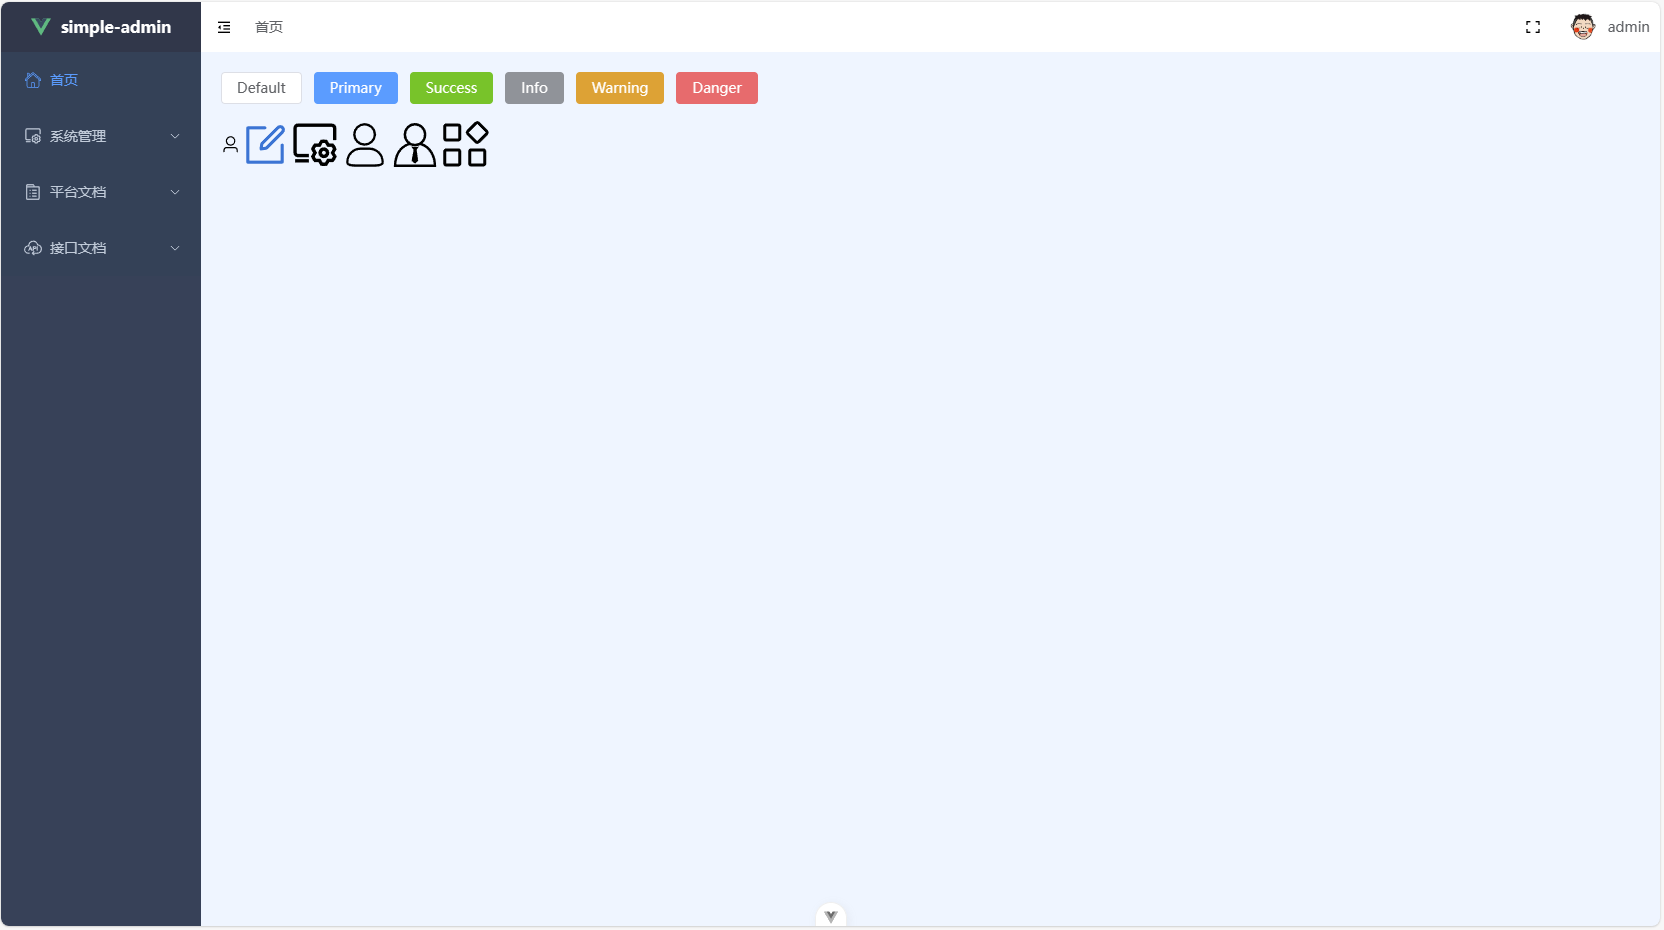 simple-admin
首页
admin
首页
系统管理
平台文档
接口文档
Default Primary Success Info Warning Danger